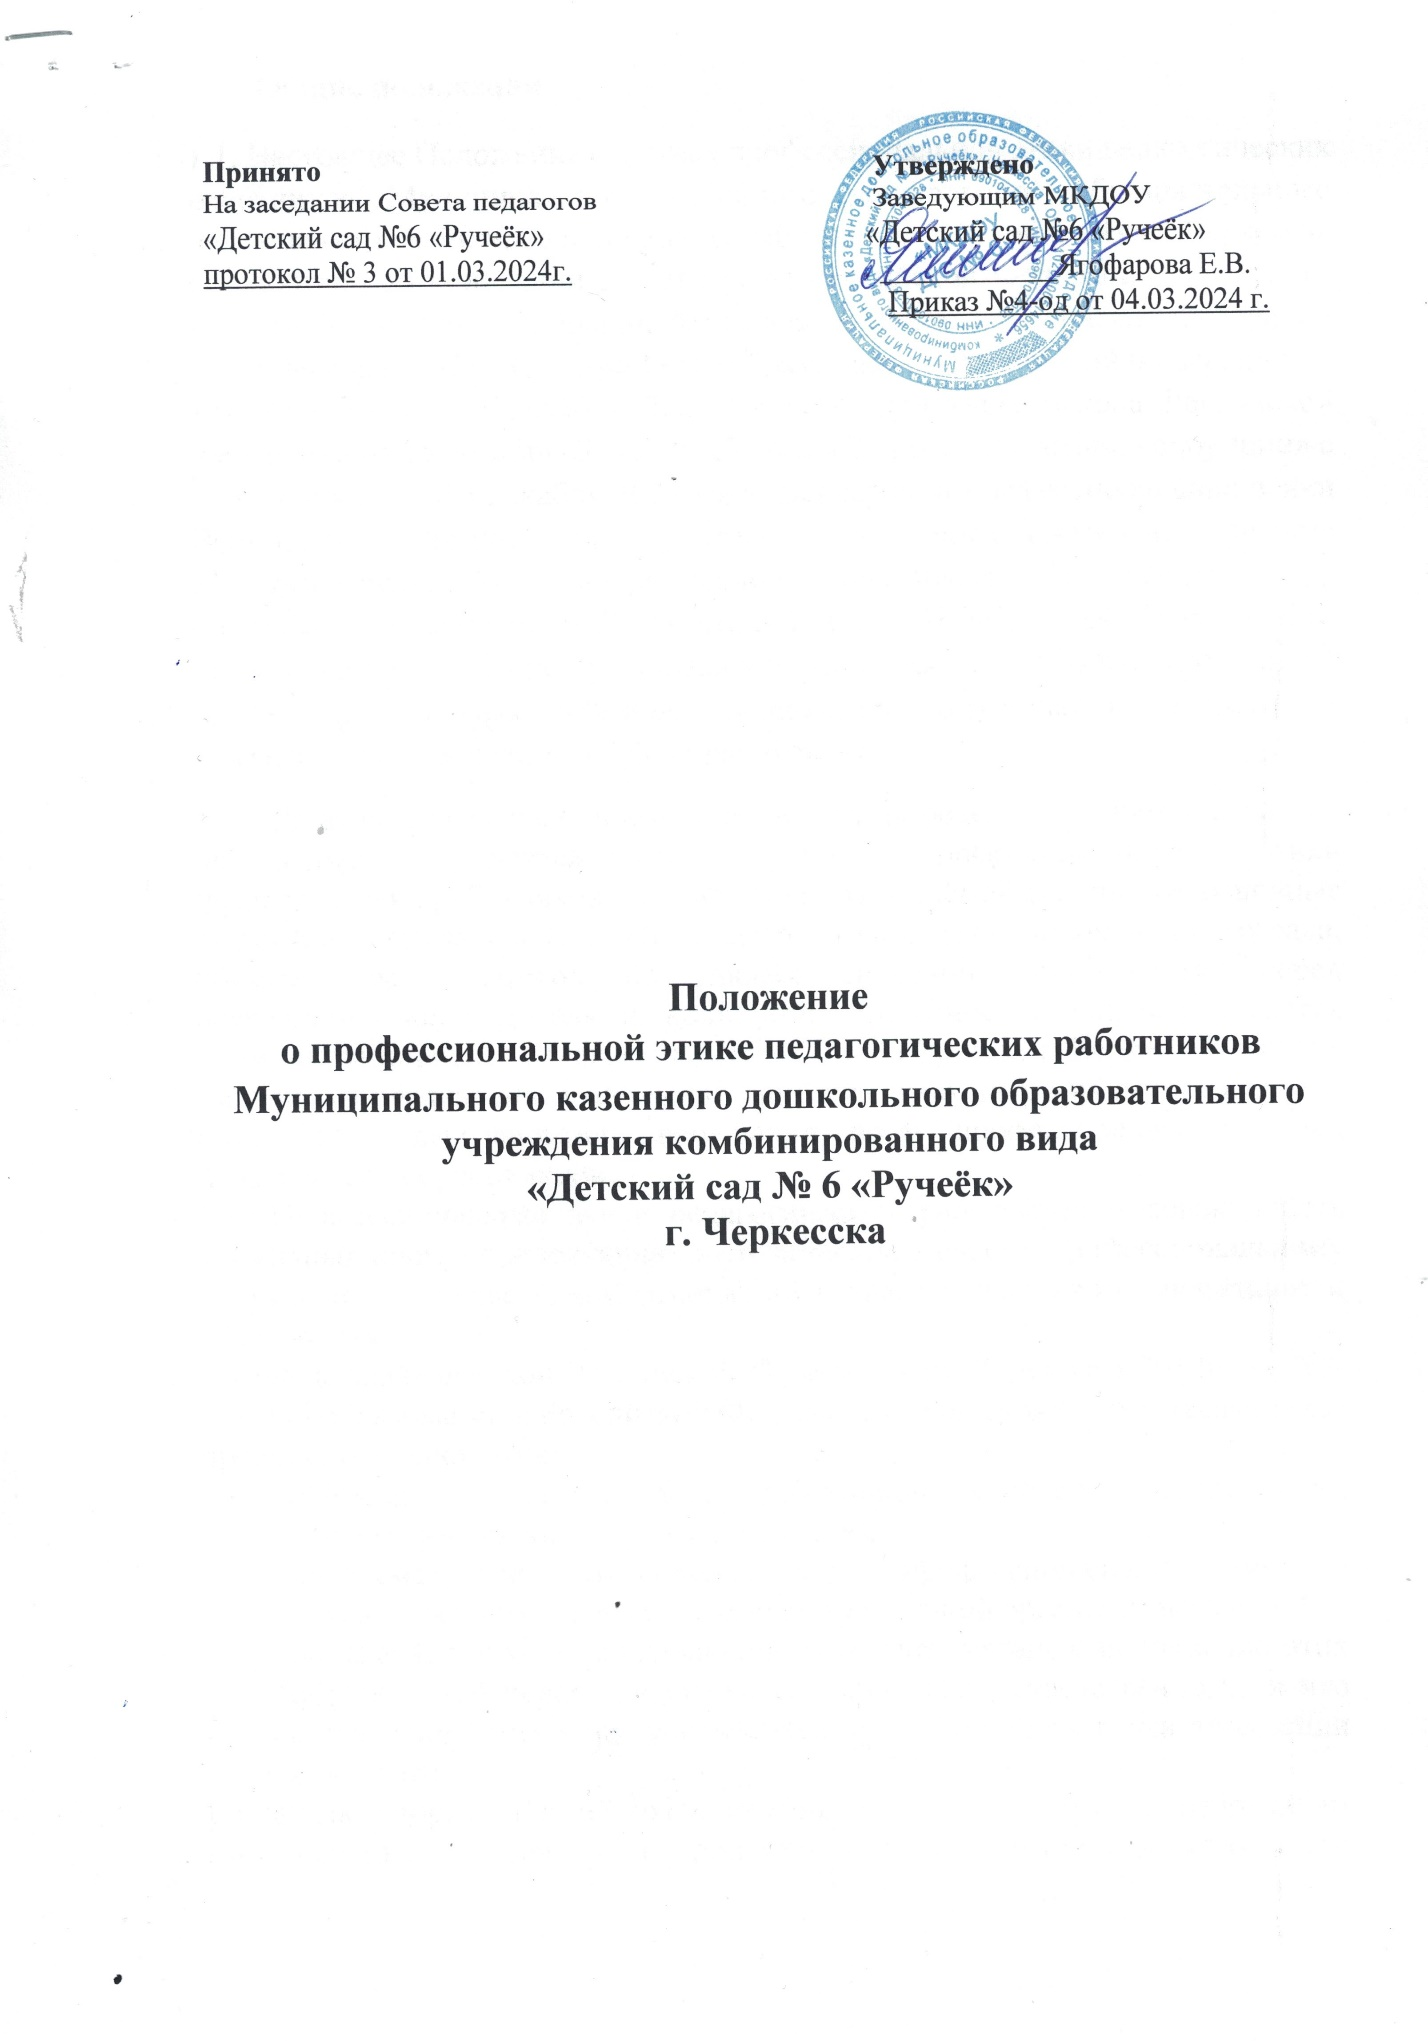 Принято
На заседании Совета педагогов
«Детский сад №6 «Ручеёк»
протокол № 3 от 01.03.2024г.
Утверждено
Заведующим МКДОУ
«Детский сад №6 «Ручеёк»
Ягофарова Е.В.
Приказ №4-од от 04.03.2024 г.
Положение
о профессиональной этике педагогических работников
Муниципального казенного дошкольного образовательного
учреждения комбинированного вида
«Детский сад № 6 «Ручеёк»
г. Черкесска